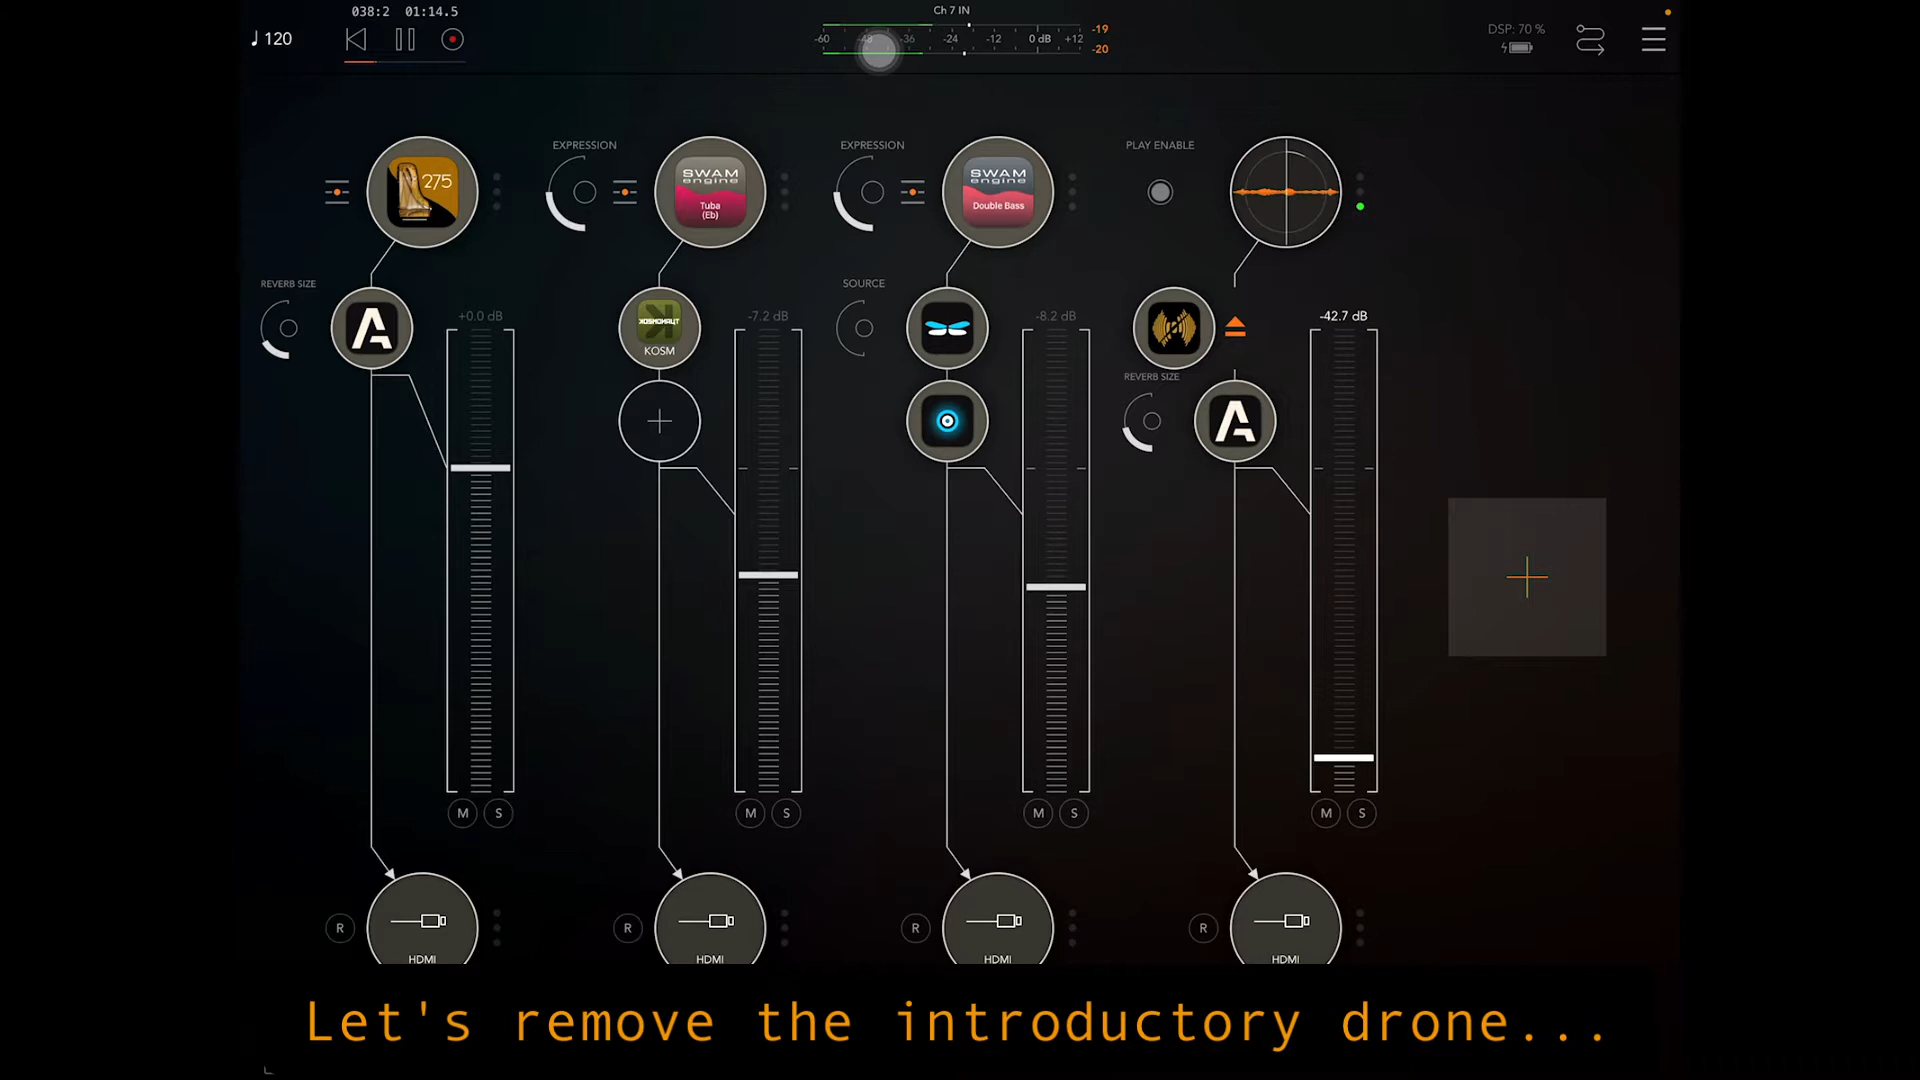 038:2 01:14.5
Ch 7 IN
♩ 120
-60 -48 -36 -24 -12 0 dB +12
-19
-20
DSP: 70 %
EXPRESSION
EXPRESSION
PLAY ENABLE
275
SWAM
engine
Tuba
(Eb)
SWAM
engine
Double Bass
REVERB SIZE
SOURCE
A
KOSMONAUT
KOSM
+0.0 dB
-7.2 dB
-8.2 dB
-42.7 dB
REVERB SIZE
A
M S
M S
M S
M S
R
R
R
R
HDMI
HDMI
HDMI
HDMI
Let's remove the introductory drone...